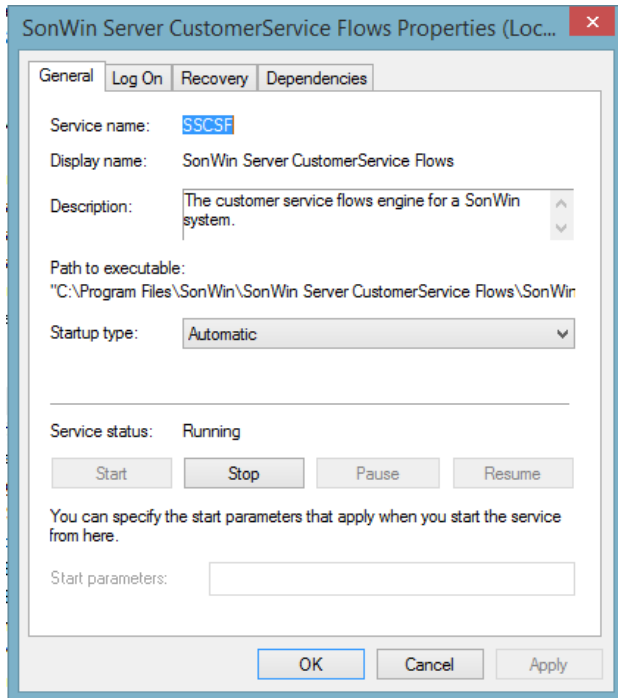 SonWin Server CustomerService Flows Properties (Loc...
General Log On Recovery Dependencies
Service name: SSCSF
Display name: SonWin Server CustomerService Flows
Description: The customer service flows engine for a SonWin
system.
Path to executable:
"C:\Program Files\SonWin\SonWin Server CustomerService Flows\SonWin
Startup type: Automatic
Service status: Running
Start Stop Pause Resume
You can specify the start parameters that apply when you start the service
from here.
Start parameters:
OK Cancel Apply